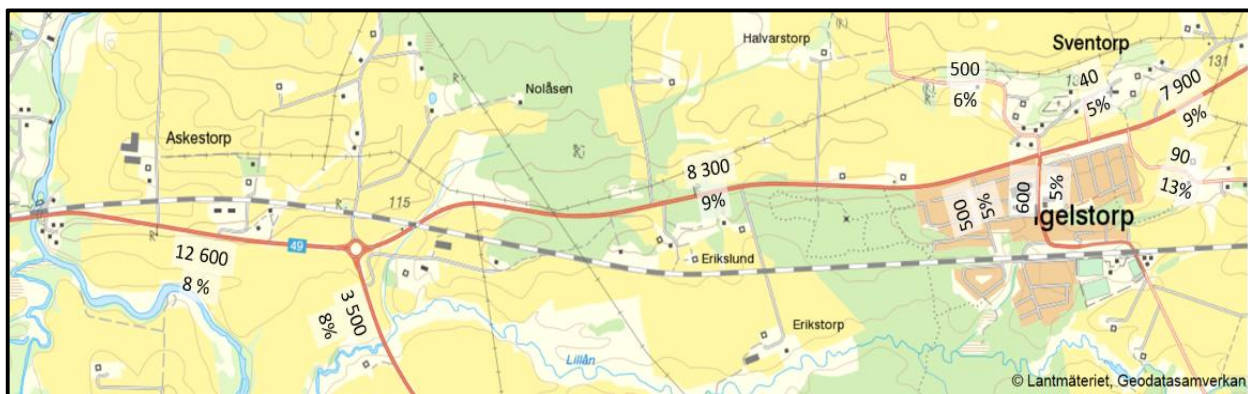 Halvarstorp
Sventorp
131
500
6%
40
5%
7 900
9%
Nolåsen
Askestorp
8 300
9%
90
13%
115
500
5%
600
5%
Igelstorp
12 600
8 %
49
3 500
8%
Erikslund
Erikstorp
Lillån
© Lantmäteriet, Geodatasamverkan